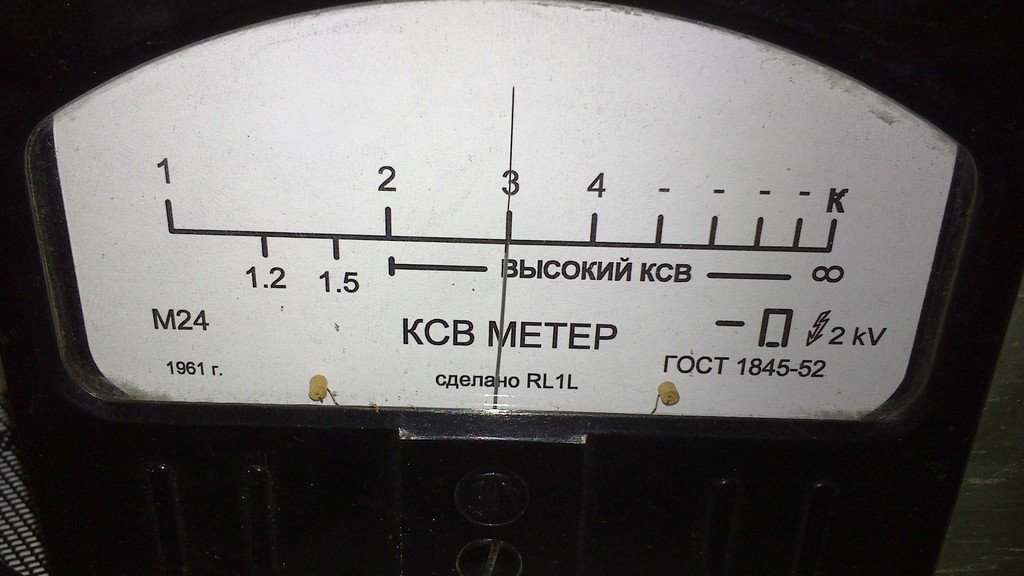 1 2 3 4 - - - - К
1.2 1.5 ВЫСОКИЙ КСВ ∞
М24 КСВ МЕТЕР 2 kV
1961 г. сделано RL1L ГОСТ 1845-52